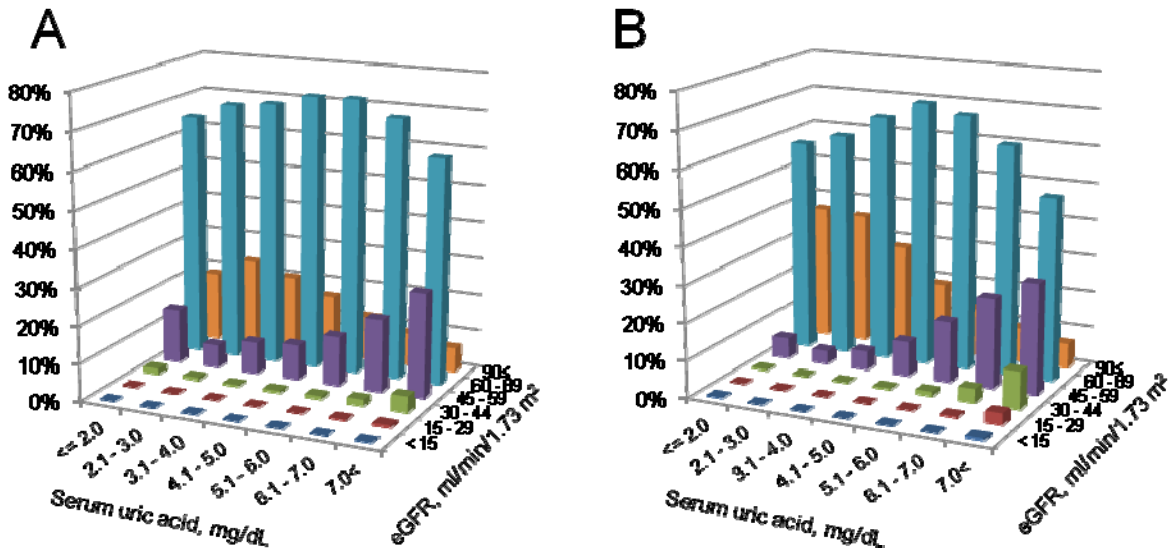 A
80%
70%
60%
50%
40%
30%
20%
10%
0%
<= 2.0
2.1 - 3.0
3.1 - 4.0
4.1 - 5.0
5.1 - 6.0
6.1 - 7.0
7.0<
Serum uric acid, mg/dL
90<
60 - 89
45 - 59
30 - 44
15 - 29
< 15
eGFR, ml/min/1.73 m²
B
80%
70%
60%
50%
40%
30%
20%
10%
0%
<= 2.0
2.1 - 3.0
3.1 - 4.0
4.1 - 5.0
5.1 - 6.0
6.1 - 7.0
7.0<
Serum uric acid, mg/dL
90<
60 - 89
45 - 59
30 - 44
15 - 29
< 15
eGFR, ml/min/1.73 m²